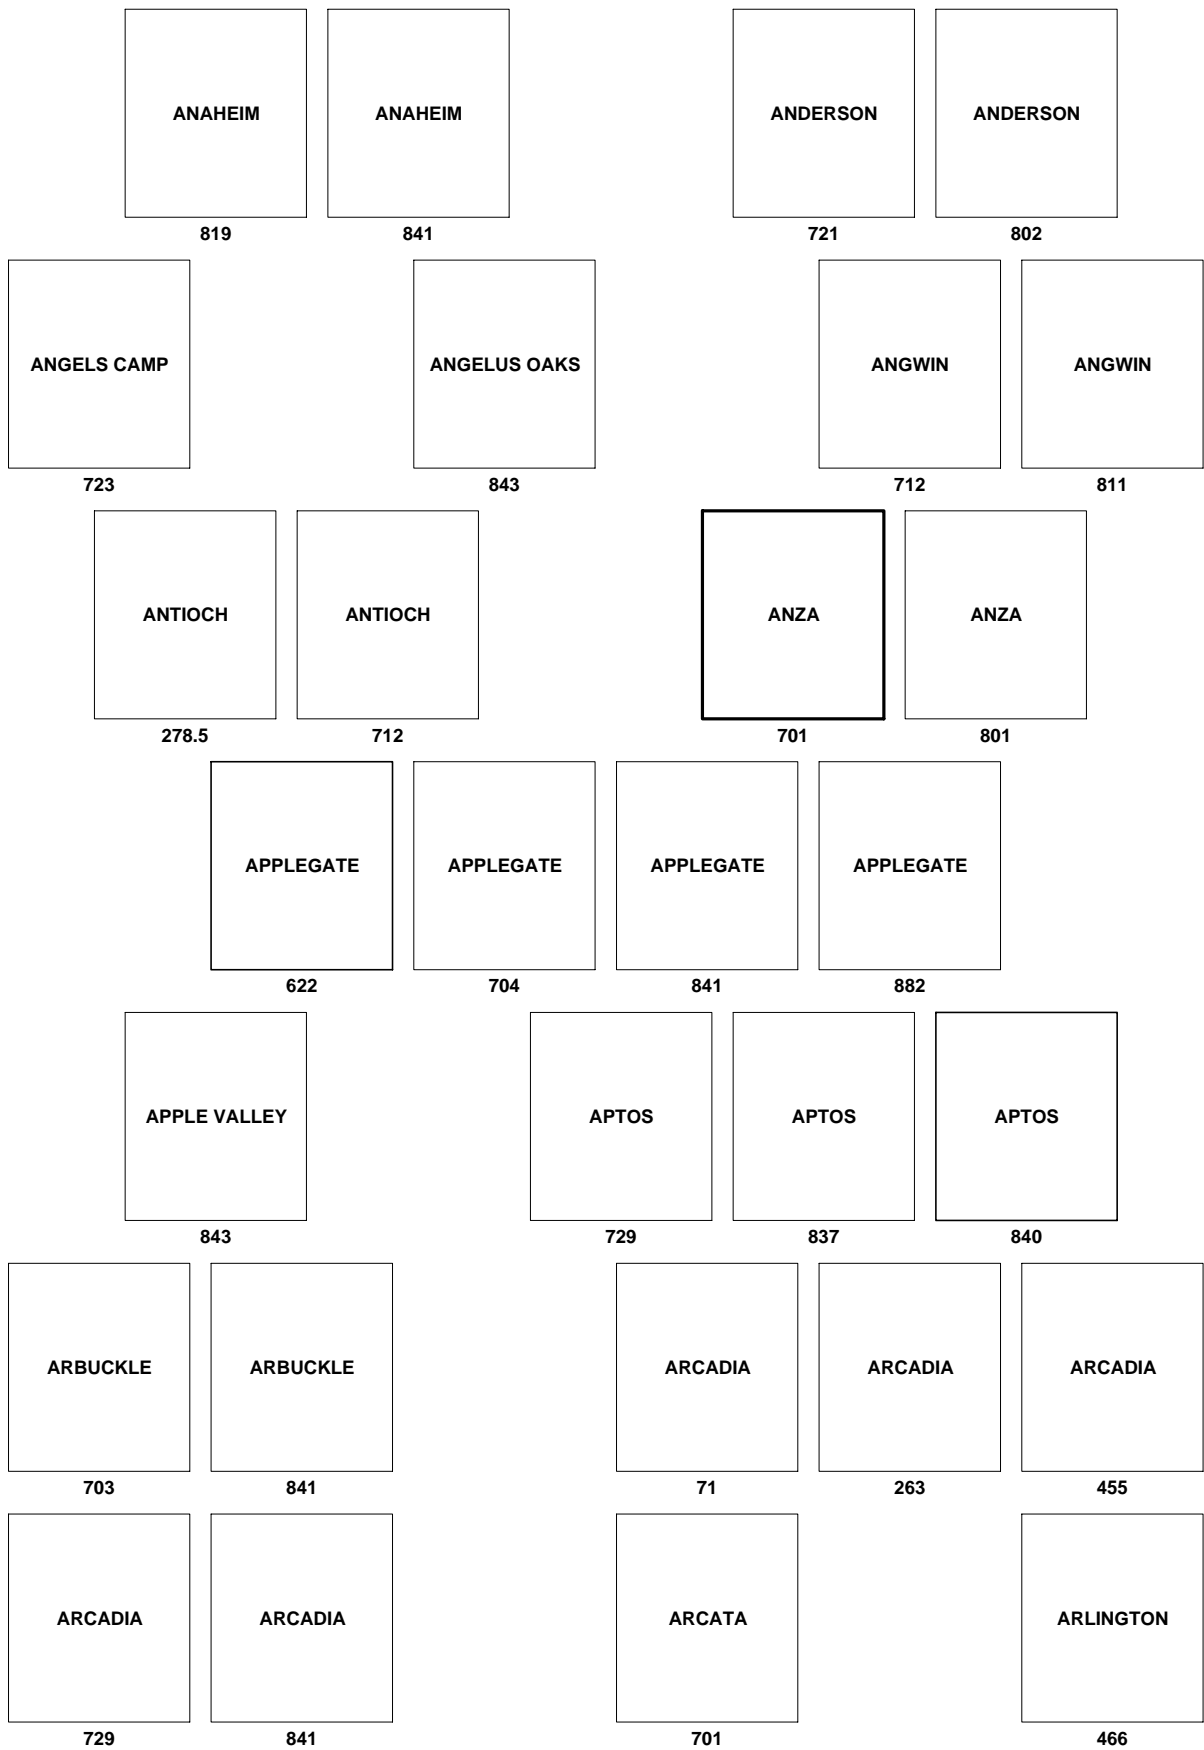 ANAHEIM ANAHEIM ANDERSON ANDERSON
819 841 721 802
ANGELS CAMP ANGELUS OAKS ANGWIN ANGWIN
723 843 712 811
ANTIOCH ANTIOCH ANZA ANZA
278.5 712 701 801
APPLEGATE APPLEGATE APPLEGATE APPLEGATE
622 704 841 882
APPLE VALLEY APTOS APTOS APTOS
843 729 837 840
ARBUCKLE ARBUCKLE ARCADIA ARCADIA ARCADIA
703 841 71 263 455
ARCADIA ARCADIA ARCATA ARLINGTON
729 841 701 466